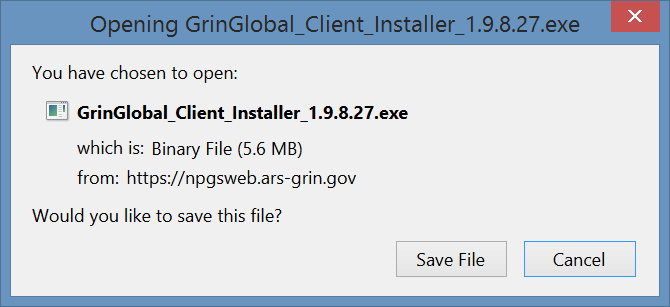 Opening GrinGlobal_Client_Installer_1.9.8.27.exe
You have chosen to open:
GrinGlobal_Client_Installer_1.9.8.27.exe
which is: Binary File (5.6 MB)
from: https://npgsweb.ars-grin.gov
Would you like to save this file?
Save File Cancel